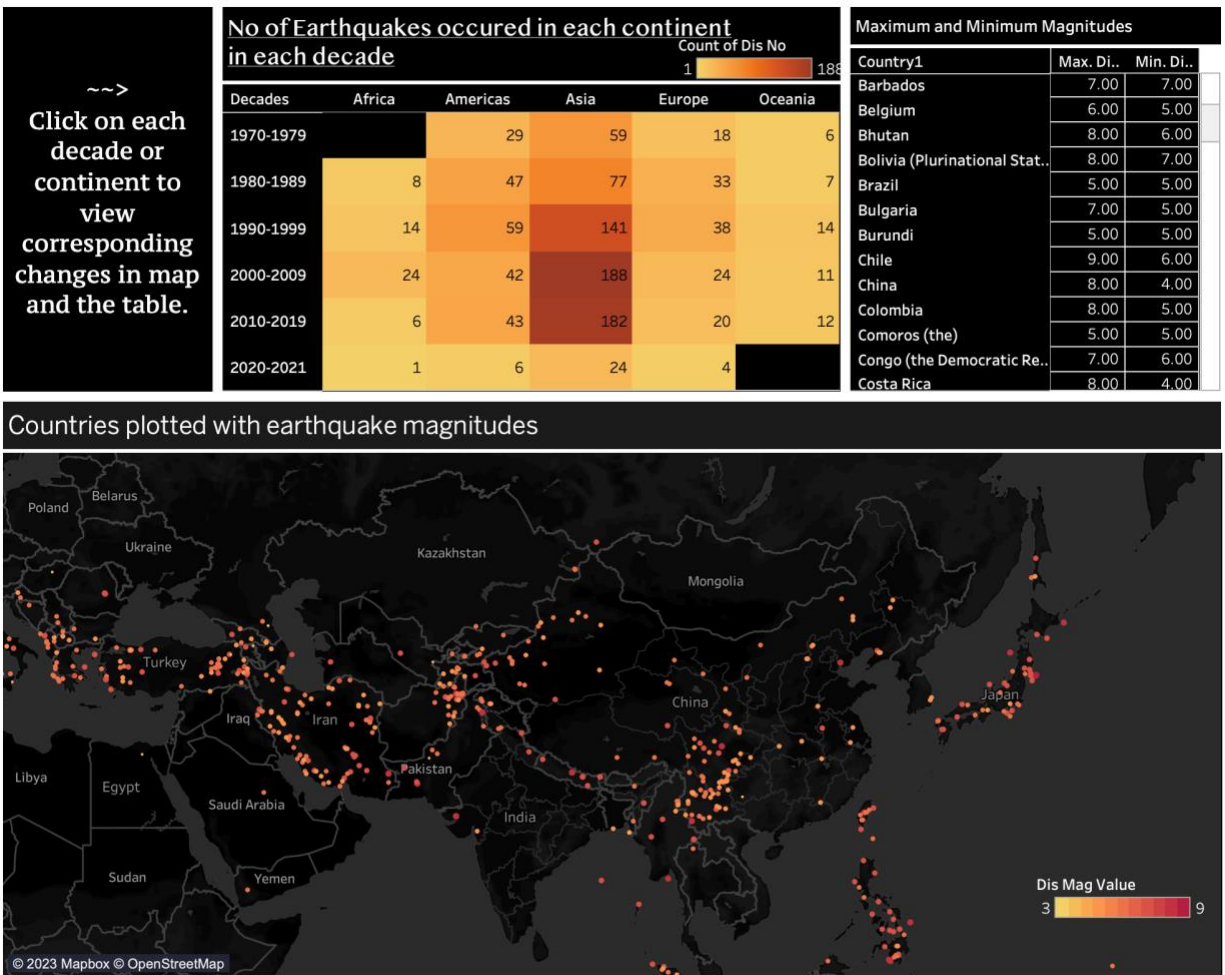 ~~>
Click on each
decade or
continent to
view
corresponding
changes in map
and the table.
No of Earthquakes occured in each continent
in each decade
Count of Dis No
1 188
Decades Africa Americas Asia Europe Oceania
1970-1979 29 59 18 6
1980-1989 8 47 77 33 7
1990-1999 14 59 141 38 14
2000-2009 24 42 188 24 11
2010-2019 6 43 182 20 12
2020-2021 1 6 24 4
Maximum and Minimum Magnitudes
Country1 Max. Di.. Min. Di..
Barbados 7.00 7.00
Belgium 6.00 5.00
Bhutan 8.00 6.00
Bolivia (Plurinational Stat.. 8.00 7.00
Brazil 5.00 5.00
Bulgaria 7.00 5.00
Burundi 5.00 5.00
Chile 9.00 6.00
China 8.00 4.00
Colombia 8.00 5.00
Comoros (the) 5.00 5.00
Congo (the Democratic Re.. 7.00 6.00
Costa Rica 8.00 4.00
Countries plotted with earthquake magnitudes
Belarus
Poland
Ukraine
Kazakhstan
Mongolia
Turkey
Japan
China
Iraq
Iran
Pakistan
Libya
Egypt
Saudi Arabia
India
Sudan
Yemen
Dis Mag Value
3 9
© 2023 Mapbox © OpenStreetMap